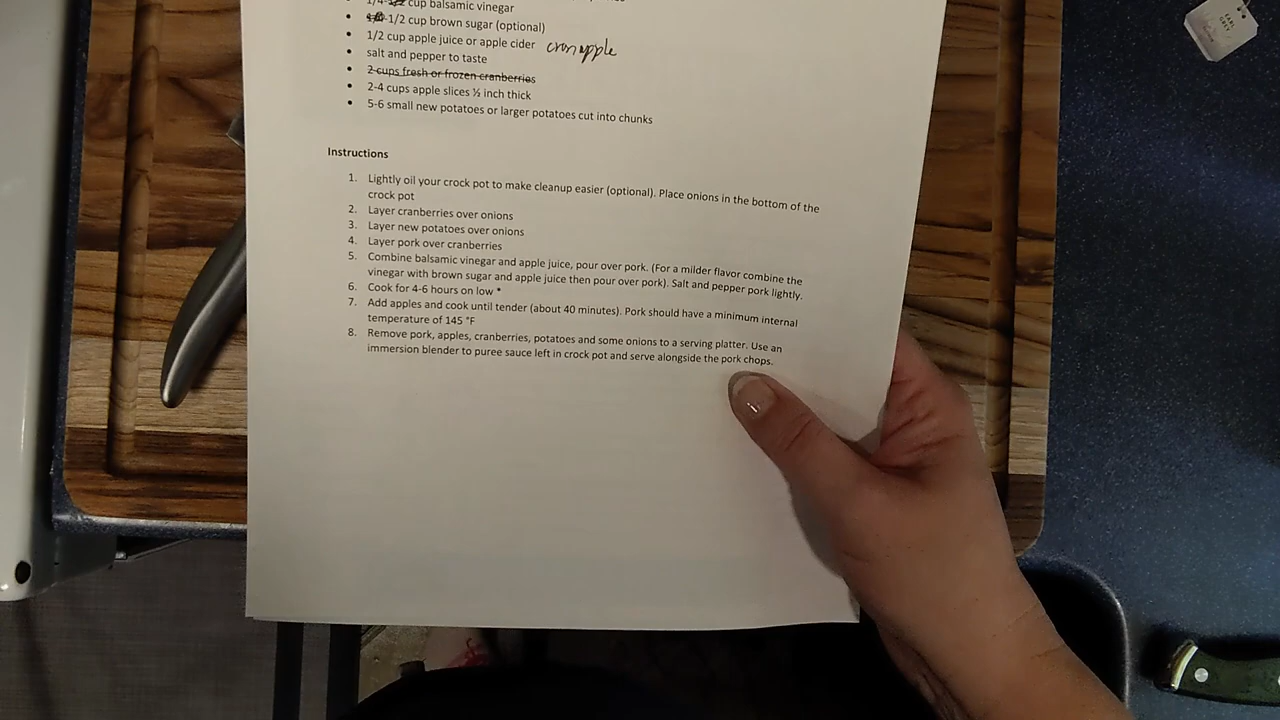 cup balsamic vinegar
-1/2 cup brown sugar (optional)
1/2 cup apple juice or apple cider cranapple
salt and pepper to taste
2 cups fresh or frozen cranberries
2-4 cups apple slices ½ inch thick
5-6 small new potatoes or larger potatoes cut into chunks
Instructions
1. Lightly oil your crock pot to make cleanup easier (optional). Place onions in the bottom of the
crock pot
2. Layer cranberries over onions
3. Layer new potatoes over onions
4. Layer pork over cranberries
5. Combine balsamic vinegar and apple juice, pour over pork. (For a milder flavor combine the
vinegar with brown sugar and apple juice then pour over pork). Salt and pepper pork lightly.
6. Cook for 4-6 hours on low *
7. Add apples and cook until tender (about 40 minutes). Pork should have a minimum internal
temperature of 145 °F
8. Remove pork, apples, cranberries, potatoes and some onions to a serving platter. Use an
immersion blender to puree sauce left in crock pot and serve alongside the pork chops.
EARL
GREY